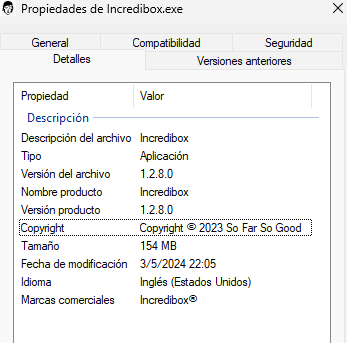 Propiedades de Incredibox.exe
General Compatibilidad Seguridad
Detalles Versiones anteriores
Propiedad Valor
Descripción
Descripción del archivo Incredibox
Tipo Aplicación
Versión del archivo 1.2.8.0
Nombre producto Incredibox
Versión producto 1.2.8.0
Copyright Copyright © 2023 So Far So Good
Tamaño 154 MB
Fecha de modificación 3/5/2024 22:05
Idioma Inglés (Estados Unidos)
Marcas comerciales Incredibox®